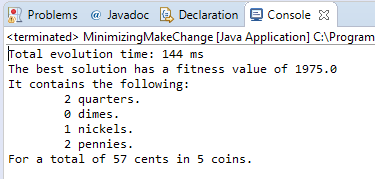 Problems @ Javadoc Declaration Console
<terminated> MinimizingMakeChange [Java Application] C:\Program
Total evolution time: 144 ms
The best solution has a fitness value of 1975.0
It contains the following:
2 quarters.
0 dimes.
1 nickels.
2 pennies.
For a total of 57 cents in 5 coins.